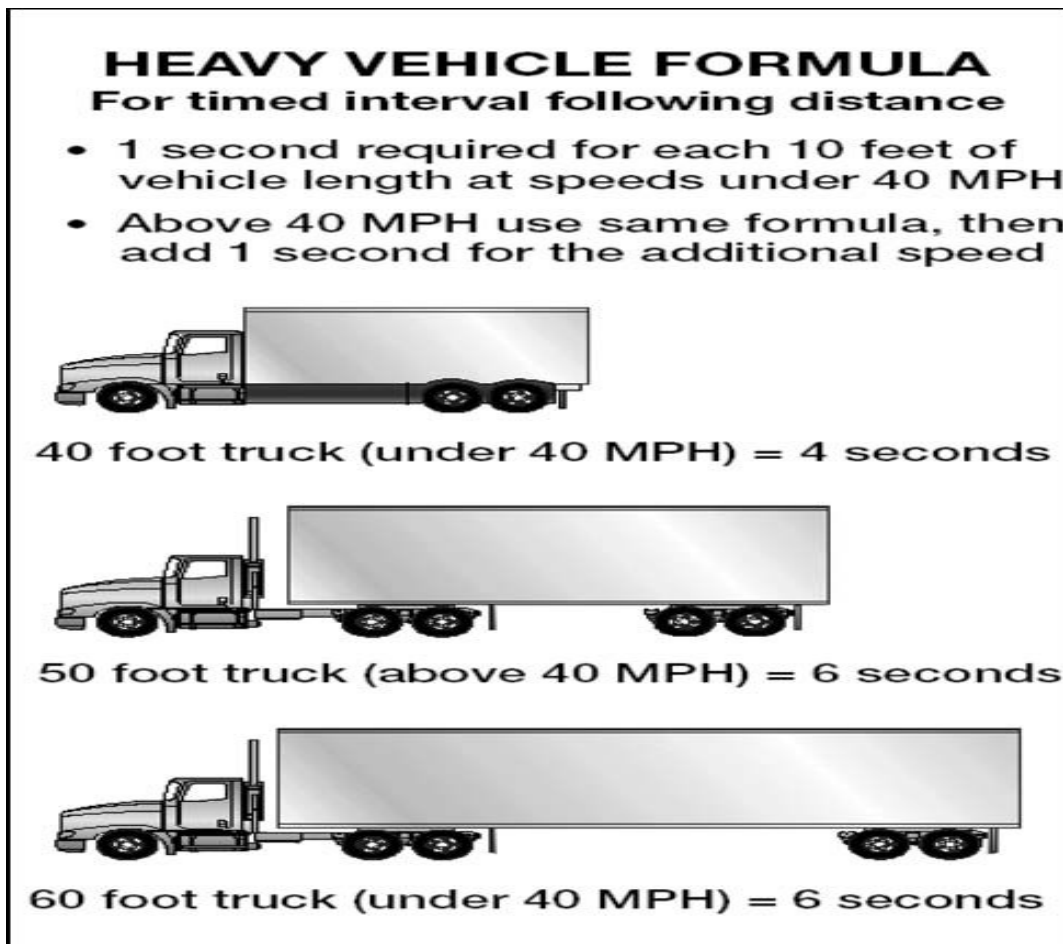 HEAVY VEHICLE FORMULA
For timed interval following distance
• 1 second required for each 10 feet of
vehicle length at speeds under 40 MPH
• Above 40 MPH use same formula, then
add 1 second for the additional speed
40 foot truck (under 40 MPH) = 4 seconds
50 foot truck (above 40 MPH) = 6 seconds
60 foot truck (under 40 MPH) = 6 seconds